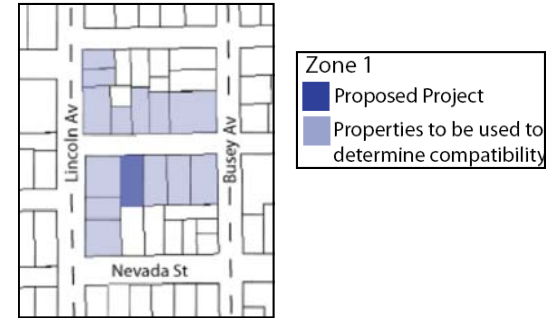 Lincoln Av
Busey Av
Nevada St
Zone 1
Proposed Project
Properties to be used to
determine compatibility